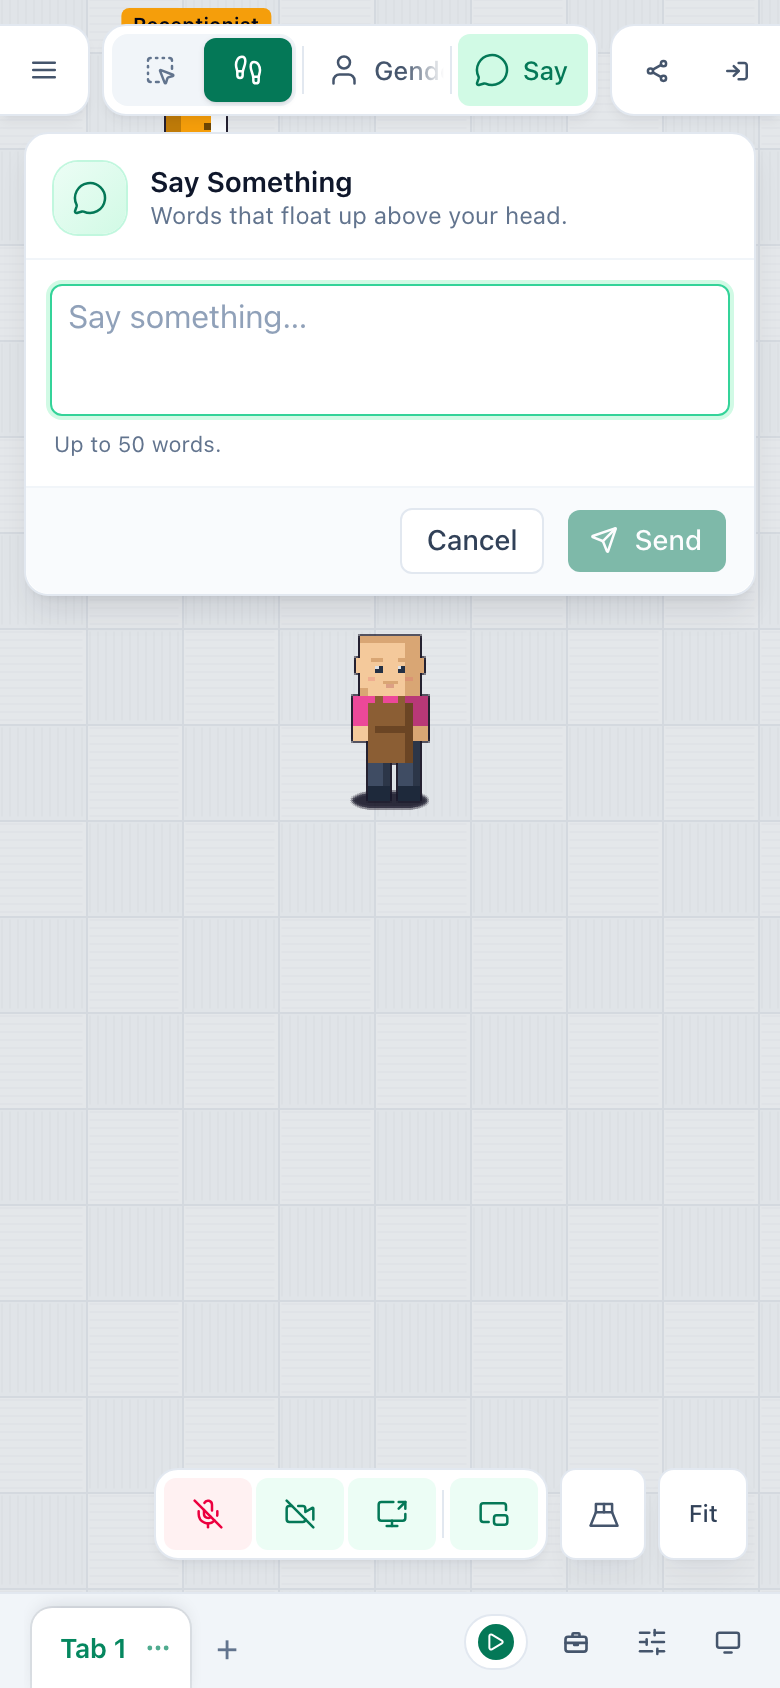 Receptionist
Gend
Say
Say Something
Words that float up above your head.
Say something...
Up to 50 words.
Cancel
Send
Fit
Tab 1